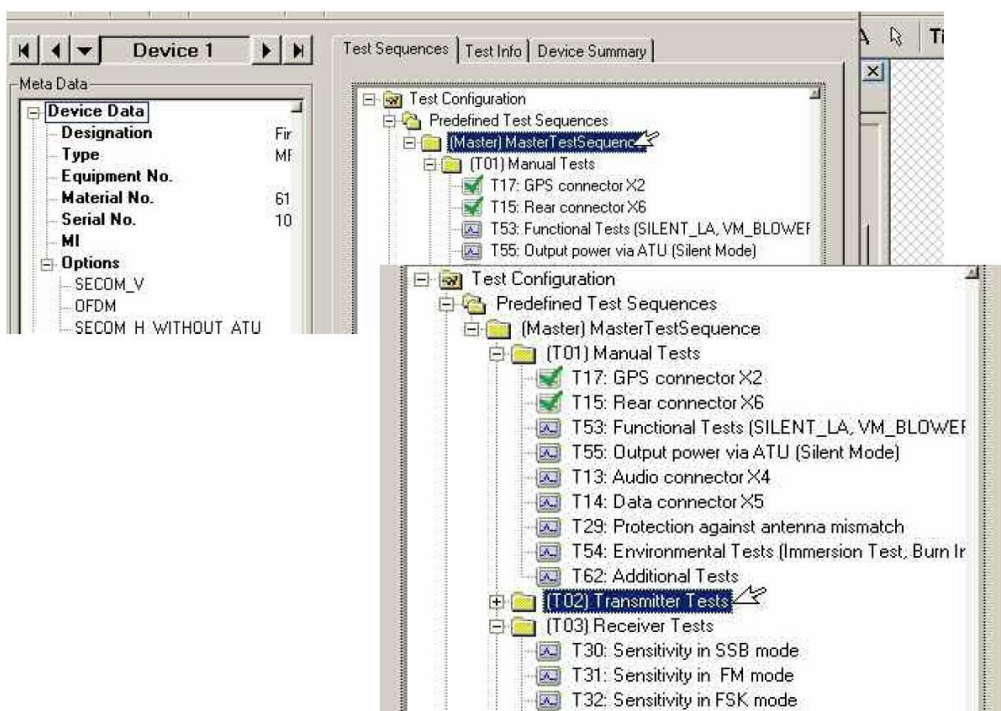 Device 1
Meta Data
Device Data
Designation Fir
Type MF
Equipment No.
Material No. 61
Serial No. 10
MI
Options
SECOM_V
OFDM
SECOM_H_WITHOUT_ATU
Test Sequences Test Info Device Summary
Test Configuration
Predefined Test Sequences
(Master) MasterTestSequence
(T01) Manual Tests
T17: GPS connector X2
T15: Rear connector X6
T53: Functional Tests (SILENT_LA, VM_BLOWER
T55: Output power via ATU (Silent Mode)
Test Configuration
Predefined Test Sequences
(Master) MasterTestSequence
(T01) Manual Tests
T17: GPS connector X2
T15: Rear connector X6
T53: Functional Tests (SILENT_LA, VM_BLOWER
T55: Output power via ATU (Silent Mode)
T13: Audio connector X4
T14: Data connector X5
T29: Protection against antenna mismatch
T54: Environmental Tests (Immersion Test, Burn Ir
T62: Additional Tests
(T02) Transmitter Tests
(T03) Receiver Tests
T30: Sensitivity in SSB mode
T31: Sensitivity in FM mode
T32: Sensitivity in FSK mode